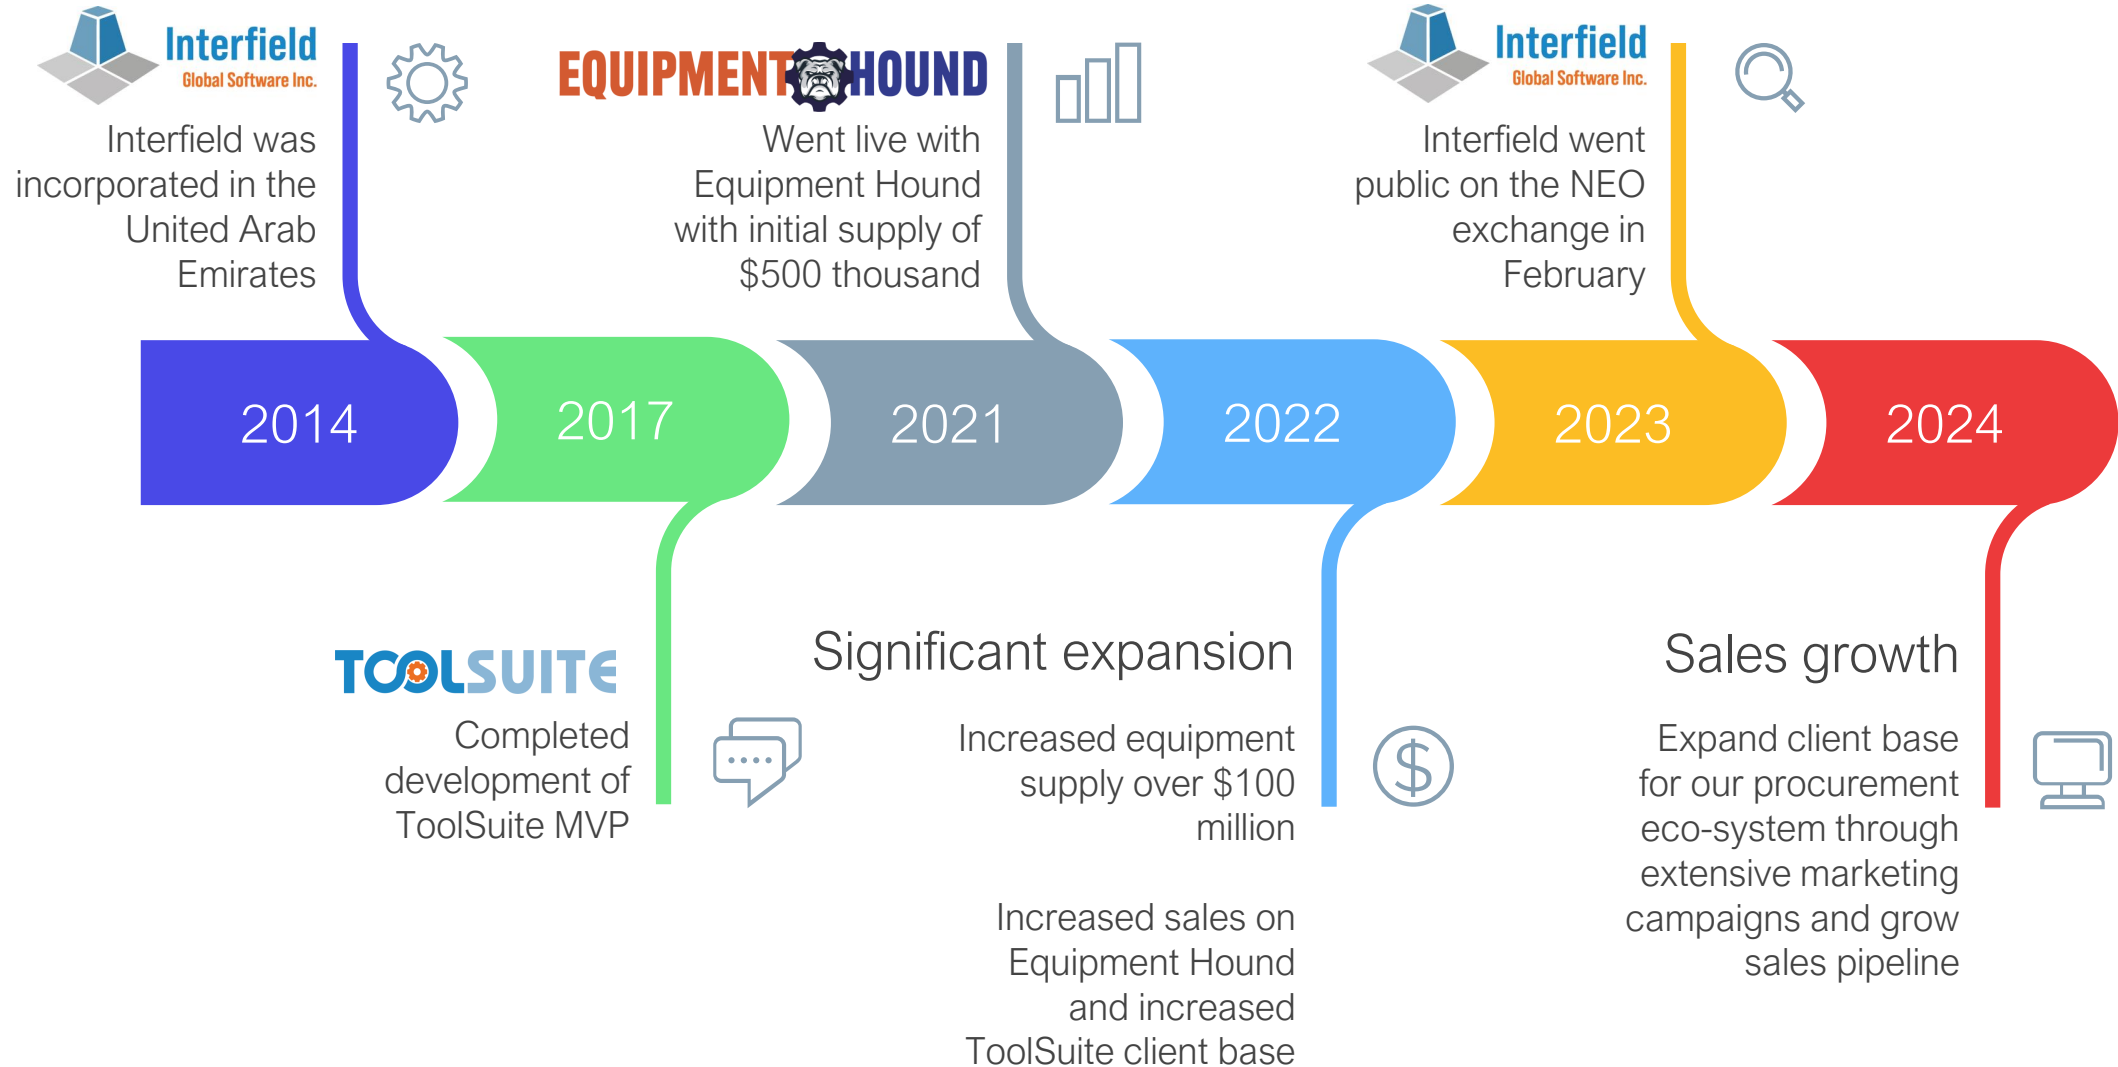 Interfield
Global Software Inc.
Interfield was
incorporated in the
United Arab
Emirates
EQUIPMENT HOUND
Went live with
Equipment Hound
with initial supply of
$500 thousand
Interfield
Global Software Inc.
Interfield went
public on the NEO
exchange in
February
2014
2017
2021
2022
2023
2024
TOOLSUITE
Completed
development of
ToolSuite MVP
Significant expansion
Increased equipment
supply over $100
million
Increased sales on
Equipment Hound
and increased
ToolSuite client base
$
Sales growth
Expand client base
for our procurement
eco-system through
extensive marketing
campaigns and grow
sales pipeline